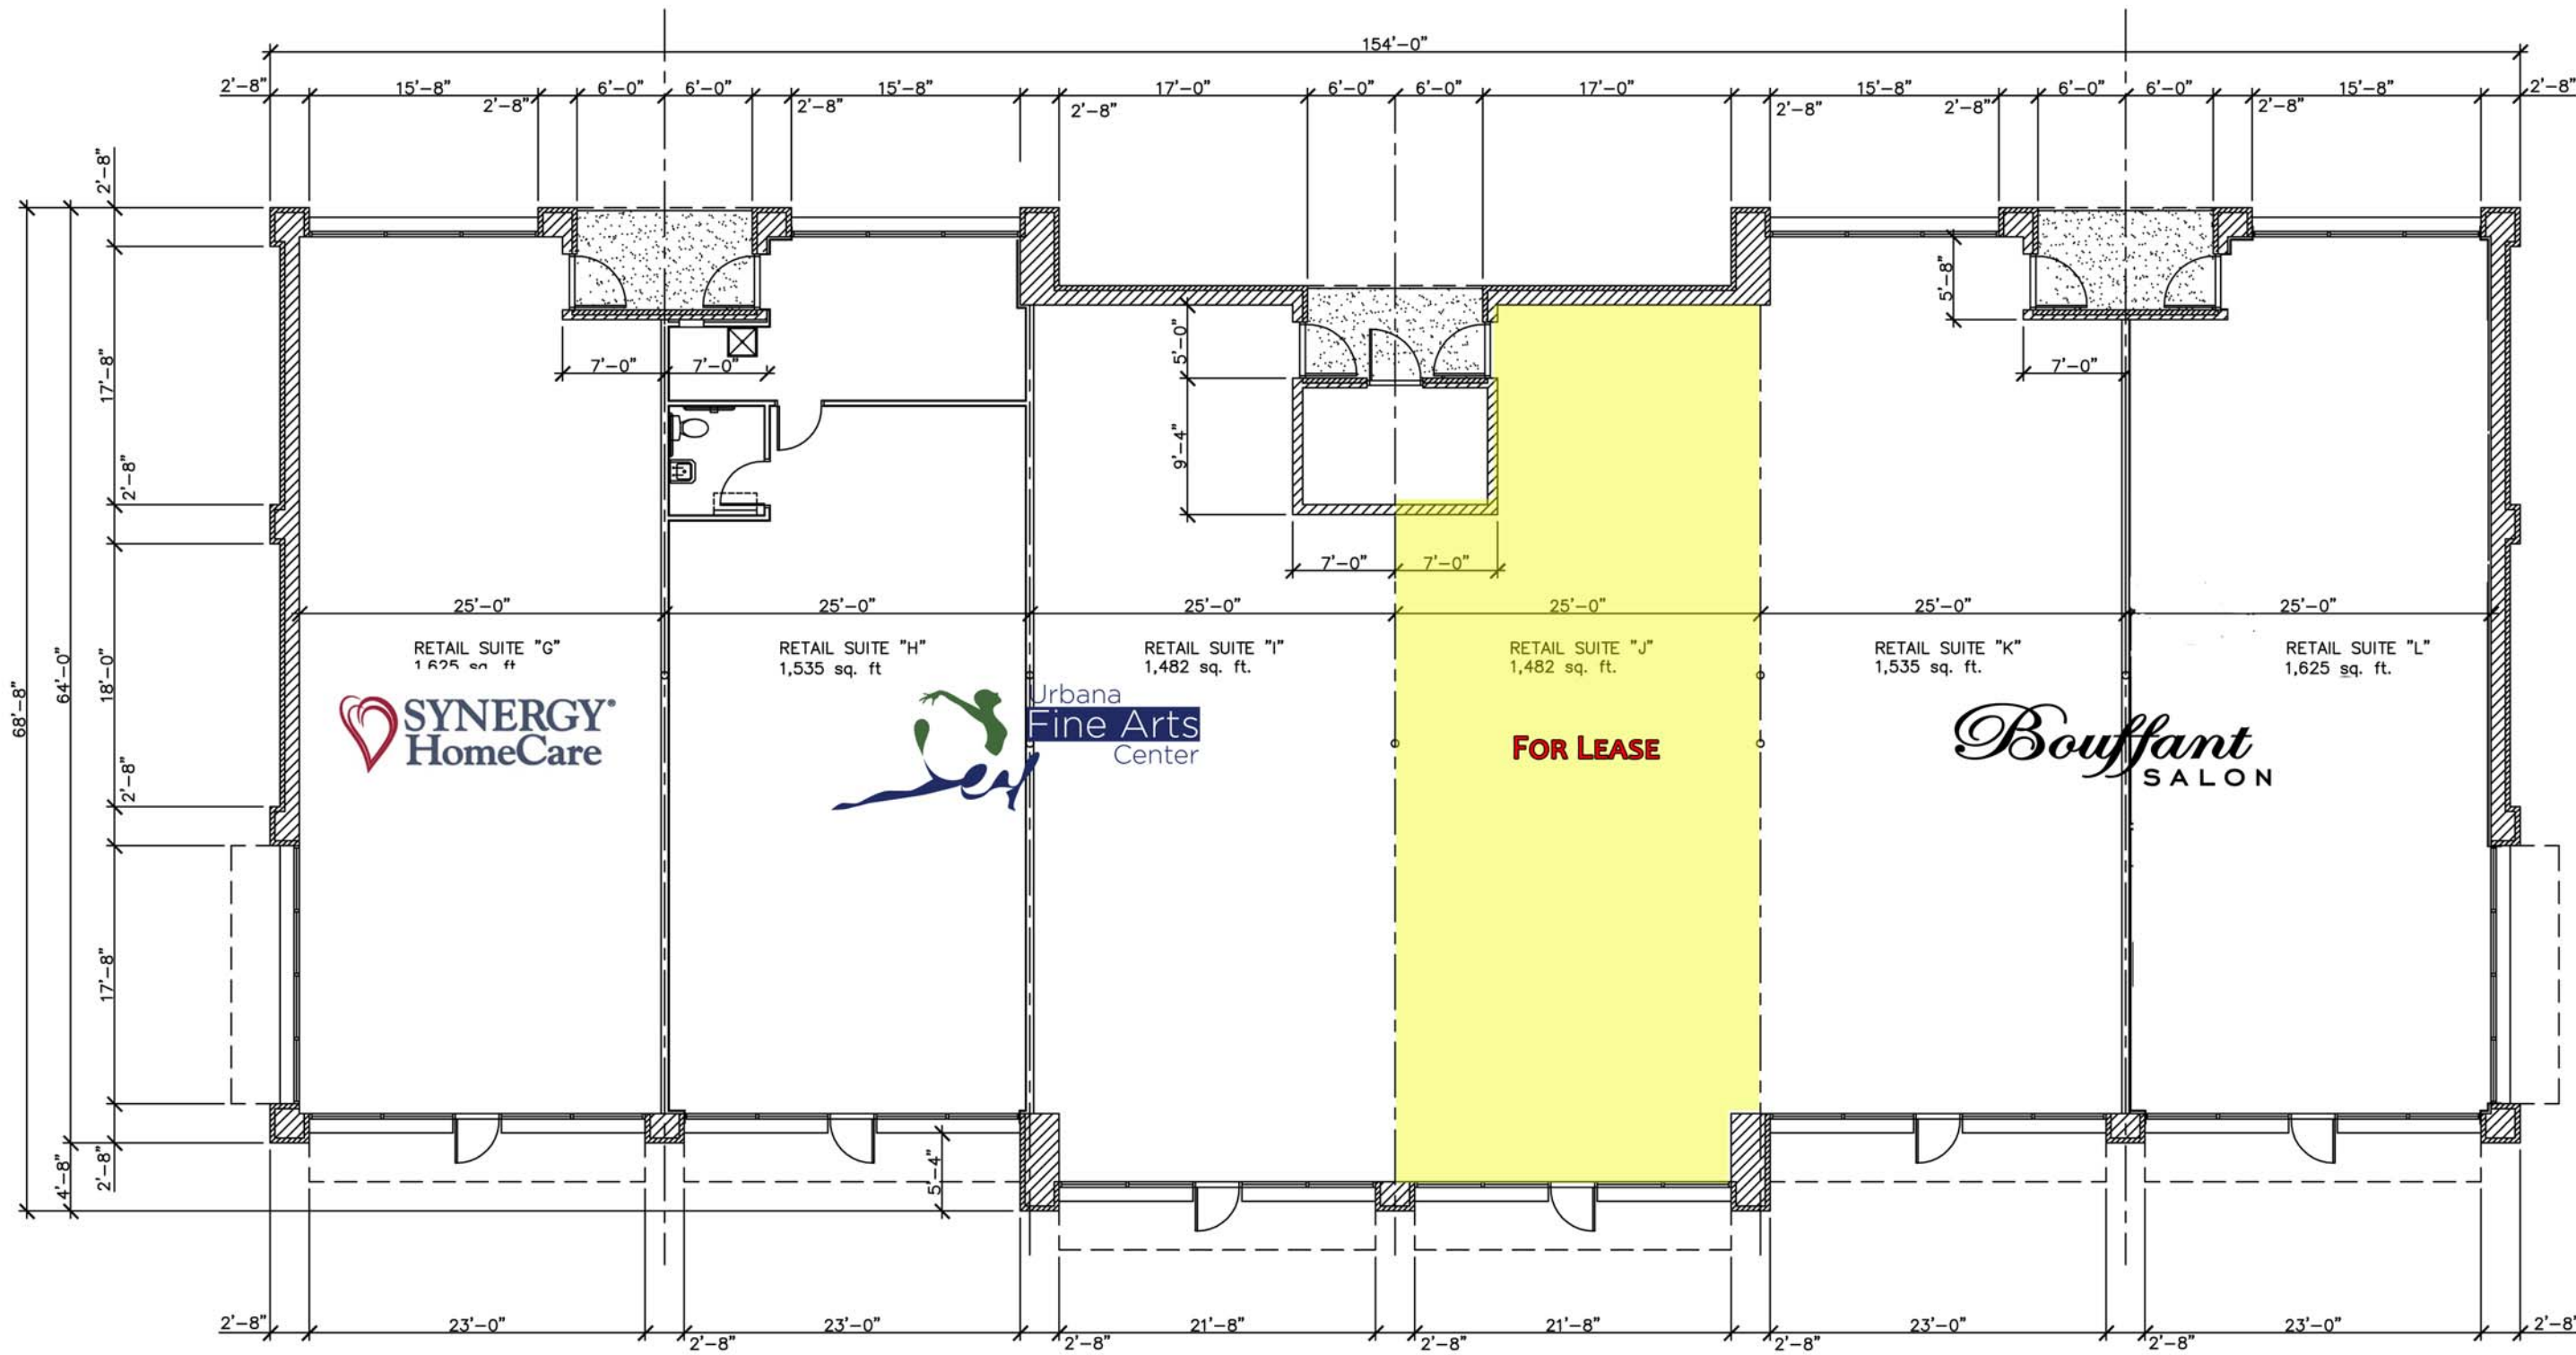 154'-0"
2'-8" 15'-8" 6'-0" 6'-0" 15'-8" 17'-0" 6'-0" 6'-0" 17'-0" 15'-8" 6'-0" 6'-0" 15'-8" 2'-8"
2'-8" 2'-8" 2'-8" 2'-8" 2'-8" 2'-8"
2'-8"
17'-8"
2'-8"
18'-0"
2'-8"
17'-8"
2'-8"
64'-0"
4'-8"
68'-8"
5'-0"
9'-4"
5'-8"
7'-0" 7'-0"
7'-0"
7'-0" 7'-0"
25'-0" 25'-0" 25'-0" 25'-0" 25'-0" 25'-0"
RETAIL SUITE "G"
1,625 sq. ft
RETAIL SUITE "H"
1,535 sq. ft
RETAIL SUITE "I"
1,482 sq. ft.
RETAIL SUITE "J"
1,482 sq. ft.
RETAIL SUITE "K"
1,535 sq. ft.
RETAIL SUITE "L"
1,625 sq. ft.
SYNERGY®
HomeCare
Urbana
Fine Arts
Center
FOR LEASE
Bouffant
SALON
5'-4"
2'-8" 23'-0" 23'-0" 21'-8" 21'-8" 23'-0" 23'-0" 2'-8"
2'-8" 2'-8" 2'-8" 2'-8" 2'-8"